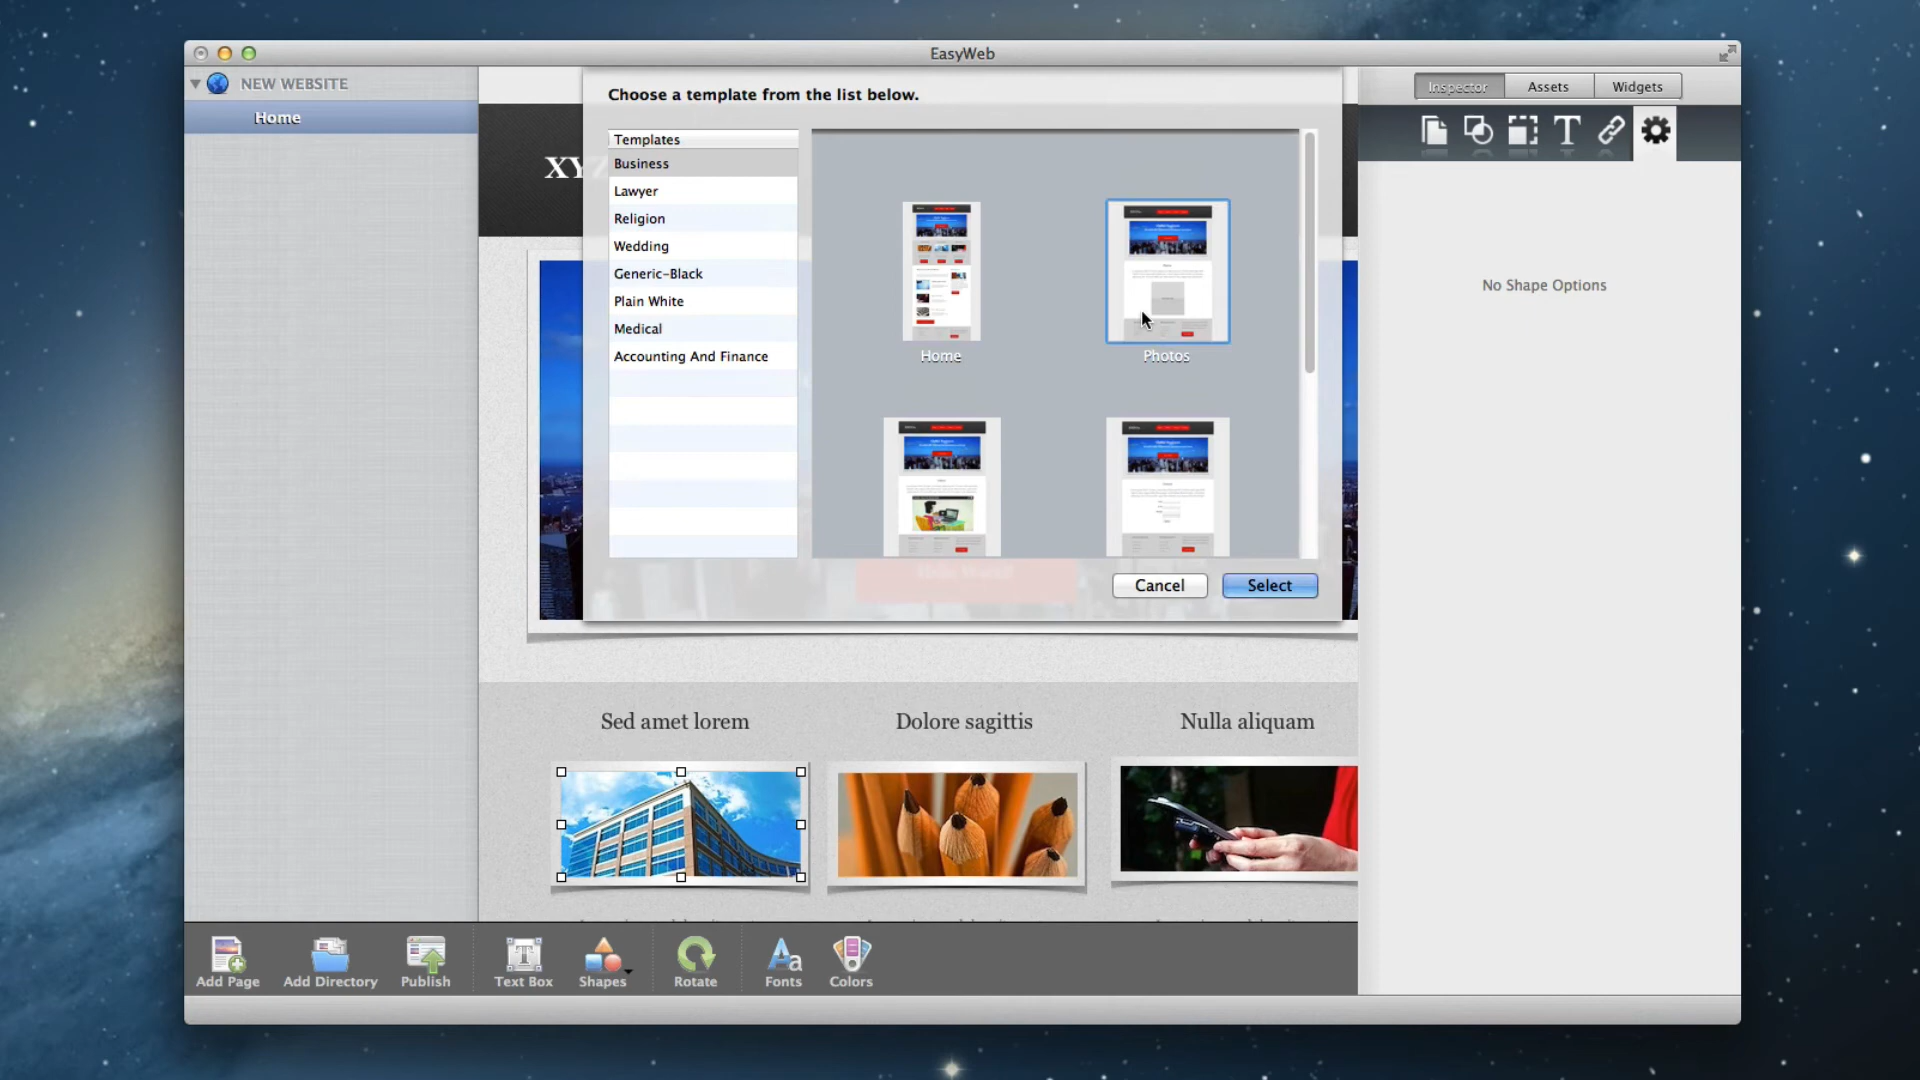 EasyWeb
NEW WEBSITE
Home
Choose a template from the list below.
Templates
Business
Lawyer
Religion
Wedding
Generic-Black
Plain White
Medical
Accounting And Finance
Home
Photos
Cancel
Select
XYZ
Inspector
Assets
Widgets
T
No Shape Options
Sed amet lorem
Dolore sagittis
Nulla aliquam
Add Page
Add Directory
Publish
Text Box
Shapes
Rotate
Fonts
Colors